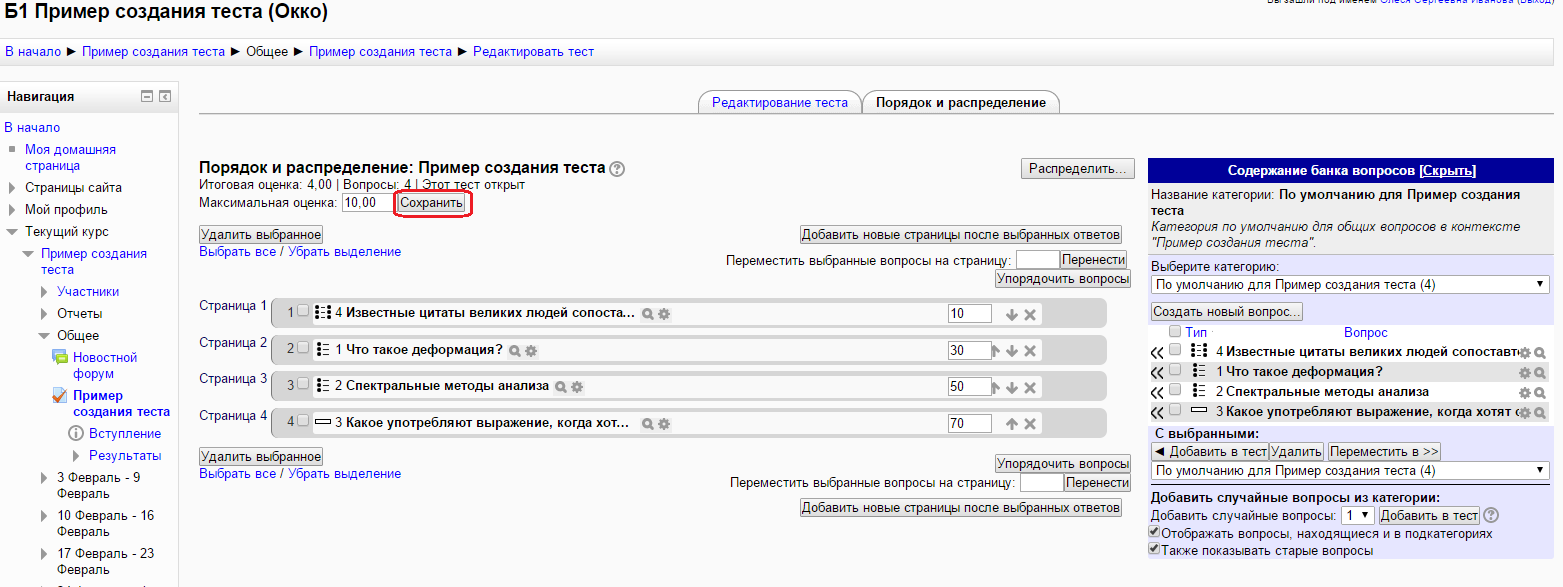 Вы зашли под именем Олеся Сергеевна Иванова (Выход)
Б1 Пример создания теста (Окко)
В начало ► Пример создания теста ► Общее ► Пример создания теста ► Редактировать тест
Навигация
В начало
Моя домашняя
страница
Страницы сайта
Мой профиль
Текущий курс
Пример создания
теста
Участники
Отчеты
Общее
Новостной
форум
Пример
создания теста
Вступление
Результаты
3 Февраль - 9
Февраль
10 Февраль - 16
Февраль
17 Февраль - 23
Февраль
Редактирование теста
Порядок и распределение
Порядок и распределение: Пример создания теста
Распределить...
Итоговая оценка: 4,00 | Вопросы: 4 | Этот тест открыт
Максимальная оценка: 10,00 Сохранить
Удалить выбранное
Добавить новые страницы после выбранных ответов
Выбрать все / Убрать выделение
Переместить выбранные вопросы на страницу: Перенести
Упорядочить вопросы
Страница 1 1 4 Известные цитаты великих людей сопоста... 10
Страница 2 2 1 Что такое деформация? 30
Страница 3 3 2 Спектральные методы анализа 50
Страница 4 4 3 Какое употребляют выражение, когда хот... 70
Удалить выбранное
Упорядочить вопросы
Выбрать все / Убрать выделение
Переместить выбранные вопросы на страницу: Перенести
Добавить новые страницы после выбранных ответов
Содержание банка вопросов [Скрыть]
Название категории: По умолчанию для Пример создания
теста
Категория по умолчанию для общих вопросов в контексте
"Пример создания теста".
Выберите категорию:
По умолчанию для Пример создания теста (4)
Создать новый вопрос...
Тип Вопрос
4 Известные цитаты великих людей сопоставт
1 Что такое деформация?
2 Спектральные методы анализа
3 Какое употребляют выражение, когда хотят
С выбранными:
◄ Добавить в тест Удалить Переместить в >>
По умолчанию для Пример создания теста (4)
Добавить случайные вопросы из категории:
Добавить случайные вопросы: 1 Добавить в тест
Отображать вопросы, находящиеся и в подкатегориях
Также показывать старые вопросы